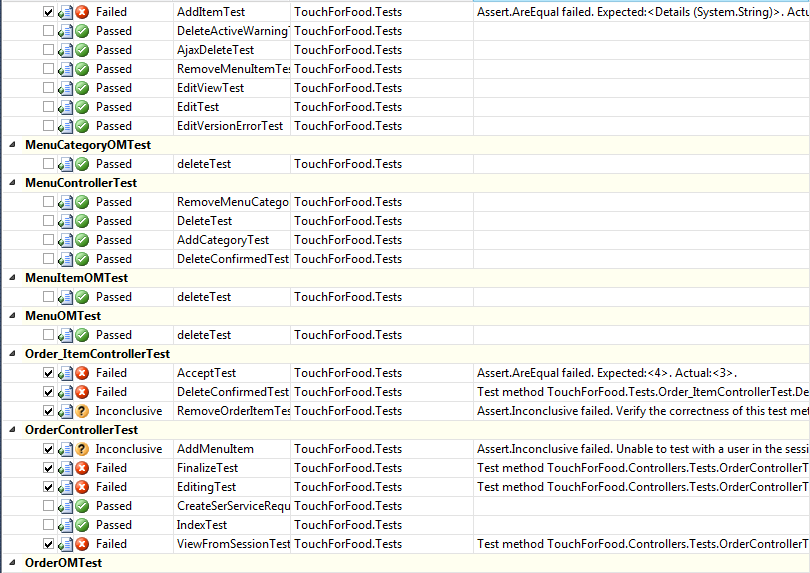 Failed AddItemTest TouchForFood.Tests Assert.AreEqual failed. Expected:<Details (System.String)>. Actu
Passed DeleteActiveWarningT TouchForFood.Tests
Passed AjaxDeleteTest TouchForFood.Tests
Passed RemoveMenuItemTes TouchForFood.Tests
Passed EditViewTest TouchForFood.Tests
Passed EditTest TouchForFood.Tests
Passed EditVersionErrorTest TouchForFood.Tests
MenuCategoryOMTest
Passed deleteTest TouchForFood.Tests
MenuControllerTest
Passed RemoveMenuCatego TouchForFood.Tests
Passed DeleteTest TouchForFood.Tests
Passed AddCategoryTest TouchForFood.Tests
Passed DeleteConfirmedTest TouchForFood.Tests
MenuItemOMTest
Passed deleteTest TouchForFood.Tests
MenuOMTest
Passed deleteTest TouchForFood.Tests
Order_ItemControllerTest
Failed AcceptTest TouchForFood.Tests Assert.AreEqual failed. Expected:<4>. Actual:<3>.
Failed DeleteConfirmedTest TouchForFood.Tests Test method TouchForFood.Tests.Order_ItemControllerTest.De
Inconclusive RemoveOrderItemTes TouchForFood.Tests Assert.Inconclusive failed. Verify the correctness of this test met
OrderControllerTest
Inconclusive AddMenuItem TouchForFood.Tests Assert.Inconclusive failed. Unable to test with a user in the sessi
Failed FinalizeTest TouchForFood.Tests Test method TouchForFood.Controllers.Tests.OrderControllerT
Failed EditingTest TouchForFood.Tests Test method TouchForFood.Controllers.Tests.OrderControllerT
Passed CreateSerServiceRequ TouchForFood.Tests
Passed IndexTest TouchForFood.Tests
Failed ViewFromSessionTest TouchForFood.Tests Test method TouchForFood.Controllers.Tests.OrderControllerT
OrderOMTest